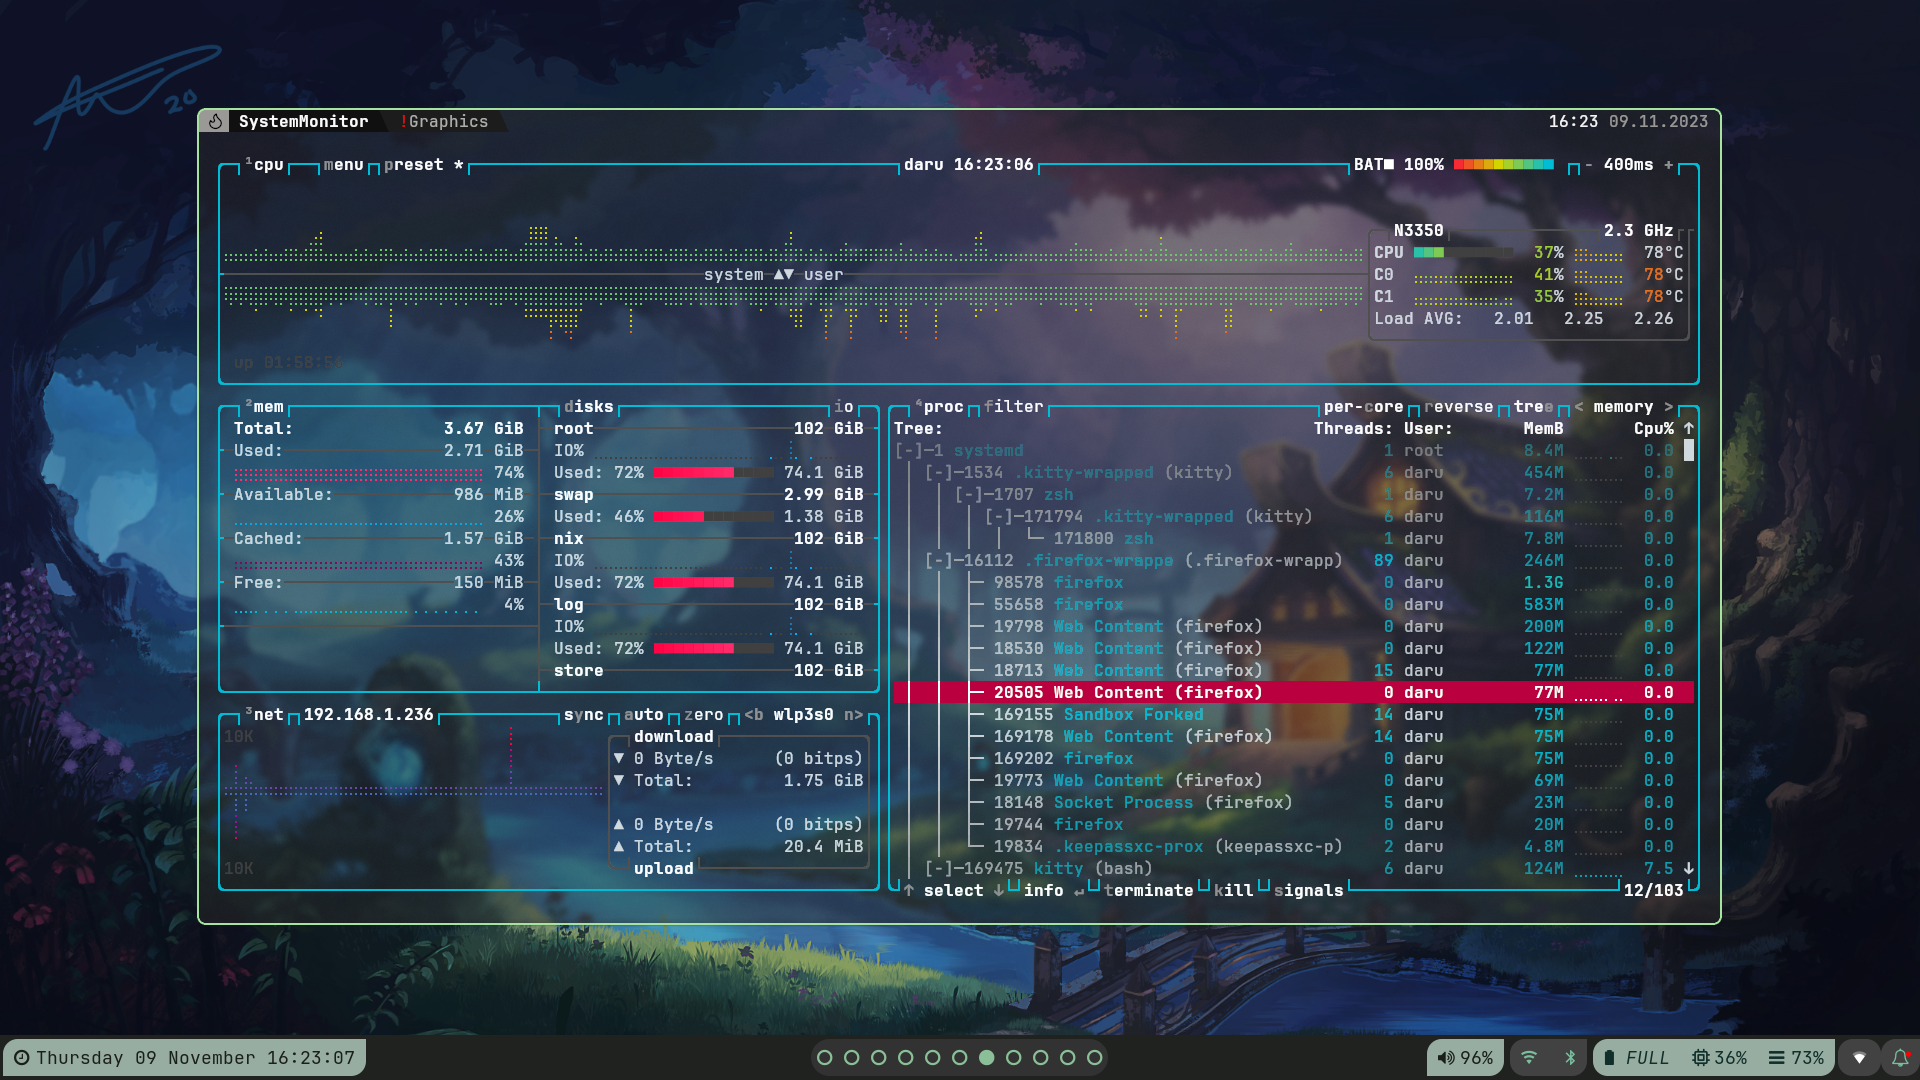 20
SystemMonitor !Graphics 16:23 09.11.2023
¹cpu menu preset * daru 16:23:06 BAT■ 100% - 400ms +
N3350 2.3 GHz
CPU 37% 78°C
system ▲▼ user
C0 41% 78°C
C1 35% 78°C
Load AVG: 2.01 2.25 2.26
up 01:58:56
²mem disks io
Total: 3.67 GiB
Used: 2.71 GiB
74%
Available: 986 MiB
26%
Cached: 1.57 GiB
43%
Free: 150 MiB
4%
root 102 GiB
IO%
Used: 72% 74.1 GiB
swap 2.99 GiB
Used: 46% 1.38 GiB
nix 102 GiB
IO%
Used: 72% 74.1 GiB
log 102 GiB
IO%
Used: 72% 74.1 GiB
store 102 GiB
³net 192.168.1.236 sync auto zero <b wlp3s0 n>
10K
download
▼ 0 Byte/s (0 bitps)
▼ Total: 1.75 GiB
▲ 0 Byte/s (0 bitps)
▲ Total: 20.4 MiB
upload
10K
⁴proc filter per-core reverse tree < memory >
Tree: Threads: User: MemB Cpu% ↑
[-]-1 systemd 1 root 8.4M 0.0
[-]-1534 .kitty-wrapped (kitty) 6 daru 454M 0.0
[-]-1707 zsh 1 daru 7.2M 0.0
[-]-171794 .kitty-wrapped (kitty) 6 daru 116M 0.0
171800 zsh 1 daru 7.8M 0.0
[-]-16112 .firefox-wrappe (.firefox-wrapp) 89 daru 246M 0.0
98578 firefox 0 daru 1.3G 0.0
55658 firefox 0 daru 583M 0.0
19798 Web Content (firefox) 0 daru 200M 0.0
18530 Web Content (firefox) 0 daru 122M 0.0
18713 Web Content (firefox) 15 daru 77M 0.0
20505 Web Content (firefox) 0 daru 77M 0.0
169155 Sandbox Forked 14 daru 75M 0.0
169178 Web Content (firefox) 14 daru 75M 0.0
169202 firefox 0 daru 75M 0.0
19773 Web Content (firefox) 0 daru 69M 0.0
18148 Socket Process (firefox) 5 daru 23M 0.0
19744 firefox 0 daru 20M 0.0
19834 .keepassxc-prox (keepassxc-p) 2 daru 4.8M 0.0
[-]-169475 kitty (bash) 6 daru 124M 7.5 ↓
↑ select ↓ info ↵ terminate kill signals 12/103
Thursday 09 November 16:23:07 96% FULL 36% 73%